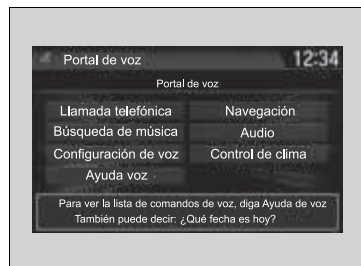 Portal de voz 12:34
Portal de voz
Llamada telefónica Navegación
Búsqueda de música Audio
Configuración de voz Control de clima
Ayuda voz
Para ver la lista de comandos de voz, diga Ayuda de voz
También puede decir: ¿Qué fecha es hoy?